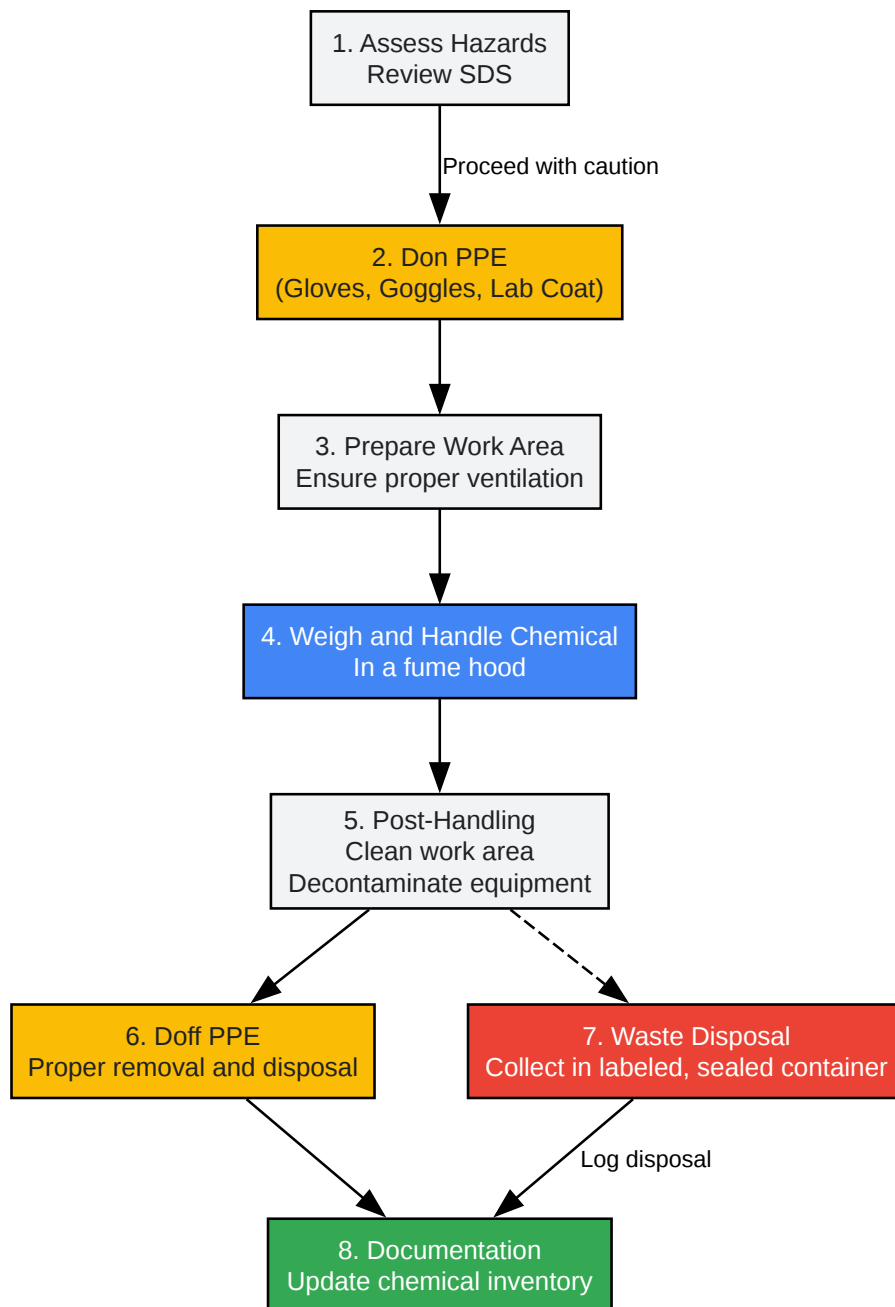 1. Assess Hazards
Review SDS
Proceed with caution
2. Don PPE
(Gloves, Goggles, Lab Coat)
3. Prepare Work Area
Ensure proper ventilation
4. Weigh and Handle Chemical
In a fume hood
5. Post-Handling
Clean work area
Decontaminate equipment
6. Doff PPE
Proper removal and disposal
7. Waste Disposal
Collect in labeled, sealed container
Log disposal
8. Documentation
Update chemical inventory